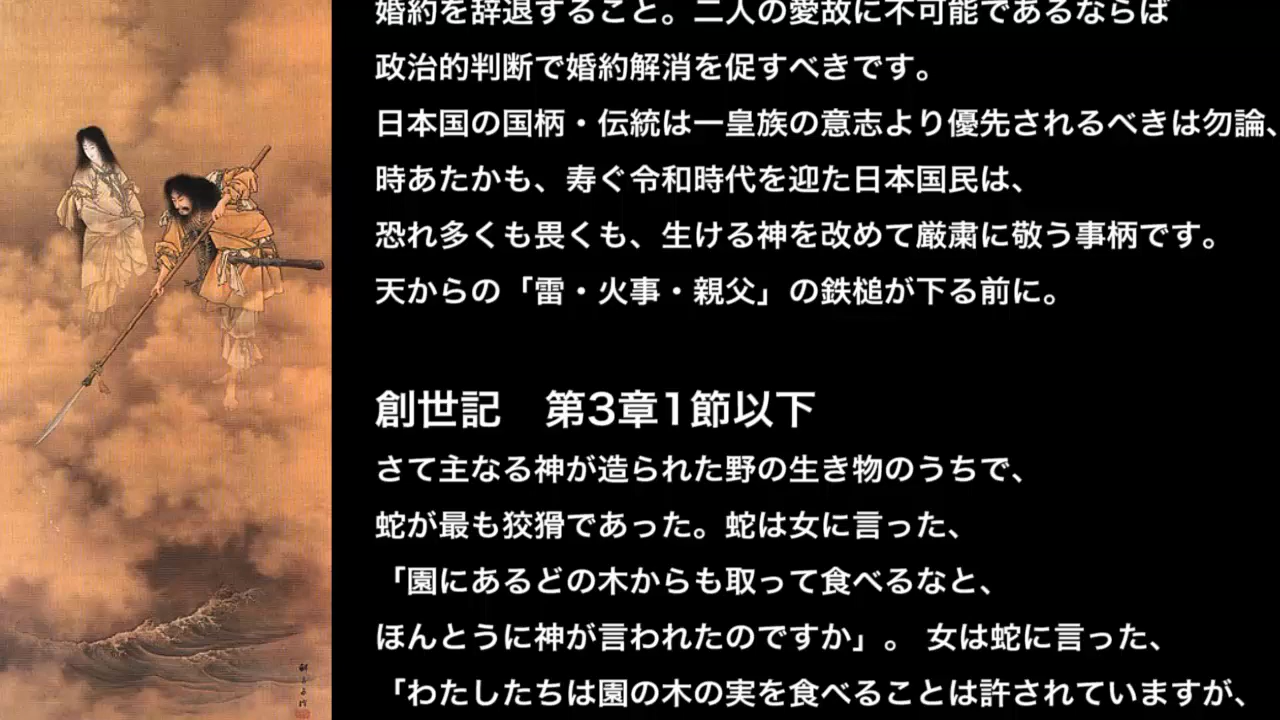 婚約を辞退すること。二人の愛故に不可能であるならば
政治的判断で婚約解消を促すべきです。
日本国の国柄・伝統は一皇族の意志より優先されるべきは勿論、
時あたかも、寿ぐ令和時代を迎た日本国民は、
恐れ多くも畏くも、生ける神を改めて厳粛に敬う事柄です。
天からの「雷・火事・親父」の鉄槌が下る前に。
創世記　第3章1節以下
さて主なる神が造られた野の生き物のうちで、
蛇が最も狡猾であった。蛇は女に言った、
「園にあるどの木からも取って食べるなと、
ほんとうに神が言われたのですか」。 女は蛇に言った、
「わたしたちは園の木の実を食べることは許されていますが、